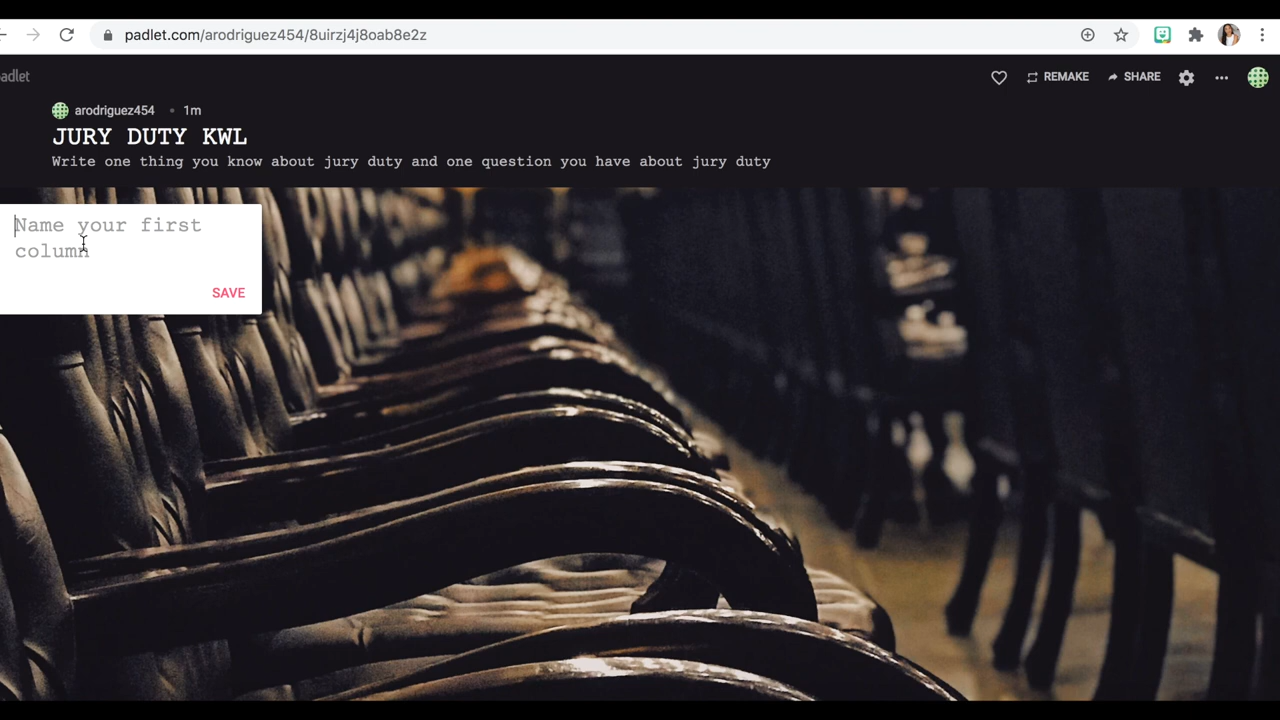 padlet.com/arodriguez454/8uirzj4j8oab8e2z
adlet
REMAKE
SHARE
arodriguez454 • 1m
JURY DUTY KWL
Write one thing you know about jury duty and one question you have about jury duty
Name your first
column
SAVE